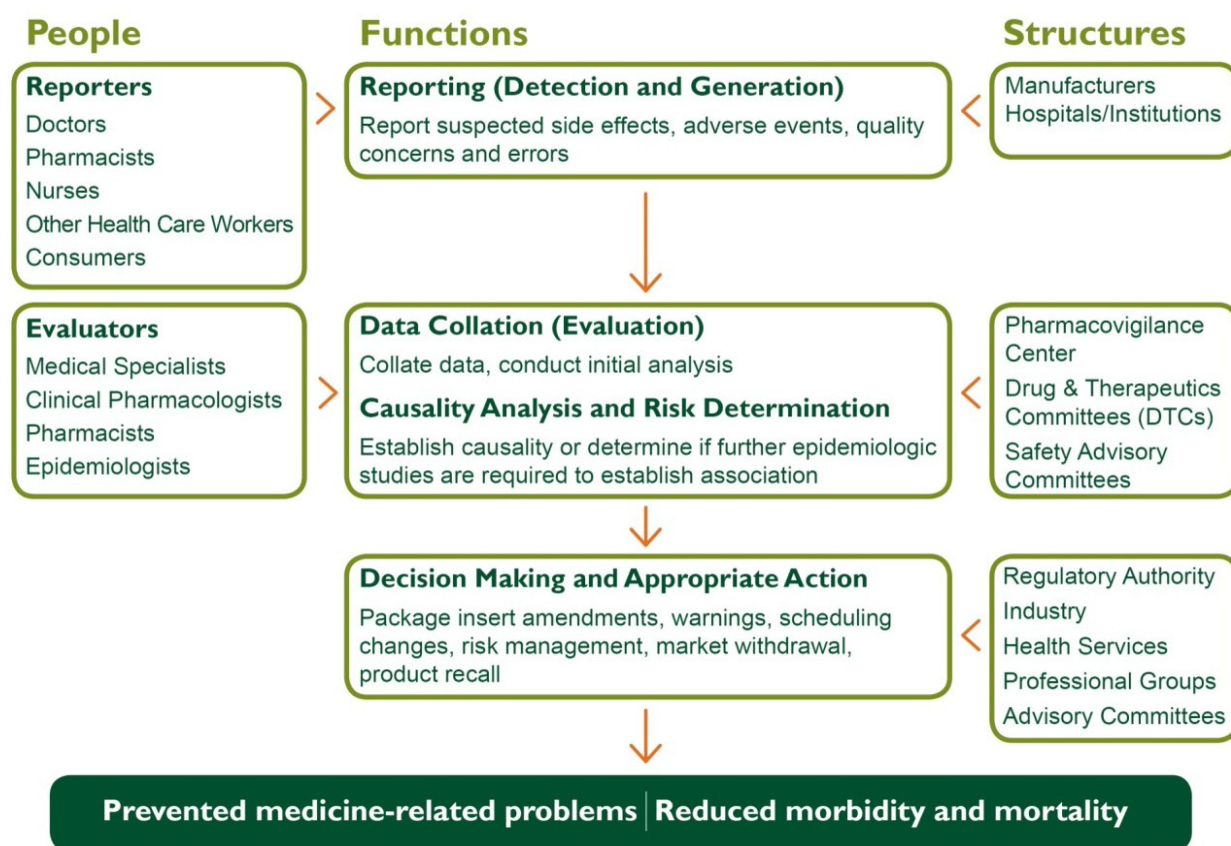 People
Functions
Structures
Reporters
Doctors
Pharmacists
Nurses
Other Health Care Workers
Consumers
Reporting (Detection and Generation)
Report suspected side effects, adverse events, quality
concerns and errors
Manufacturers
Hospitals/Institutions
Evaluators
Medical Specialists
Clinical Pharmacologists
Pharmacists
Epidemiologists
Data Collation (Evaluation)
Collate data, conduct initial analysis
Causality Analysis and Risk Determination
Establish causality or determine if further epidemiologic
studies are required to establish association
Pharmacovigilance
Center
Drug & Therapeutics
Committees (DTCs)
Safety Advisory
Committees
Decision Making and Appropriate Action
Package insert amendments, warnings, scheduling
changes, risk management, market withdrawal,
product recall
Regulatory Authority
Industry
Health Services
Professional Groups
Advisory Committees
Prevented medicine-related problems | Reduced morbidity and mortality